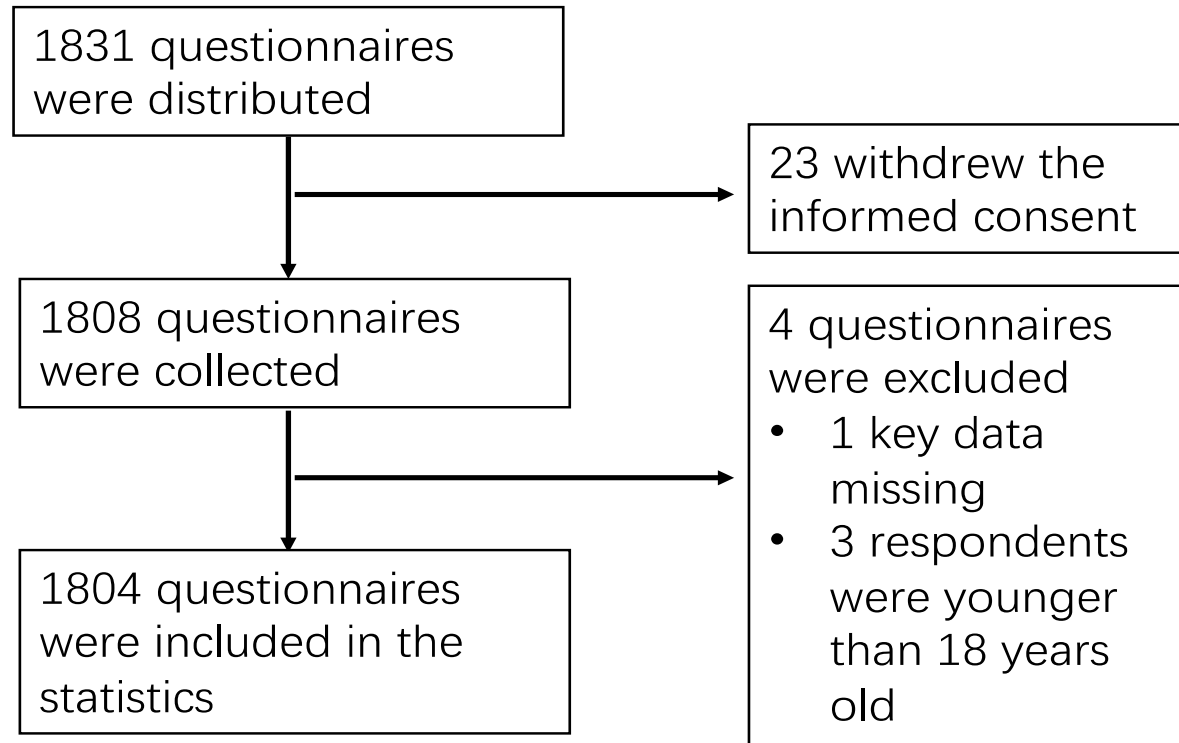 1831 questionnaires
were distributed
23 withdrew the
informed consent
1808 questionnaires
were collected
4 questionnaires
were excluded
• 1 key data
missing
• 3 respondents
were younger
than 18 years
old
1804 questionnaires
were included in the
statistics